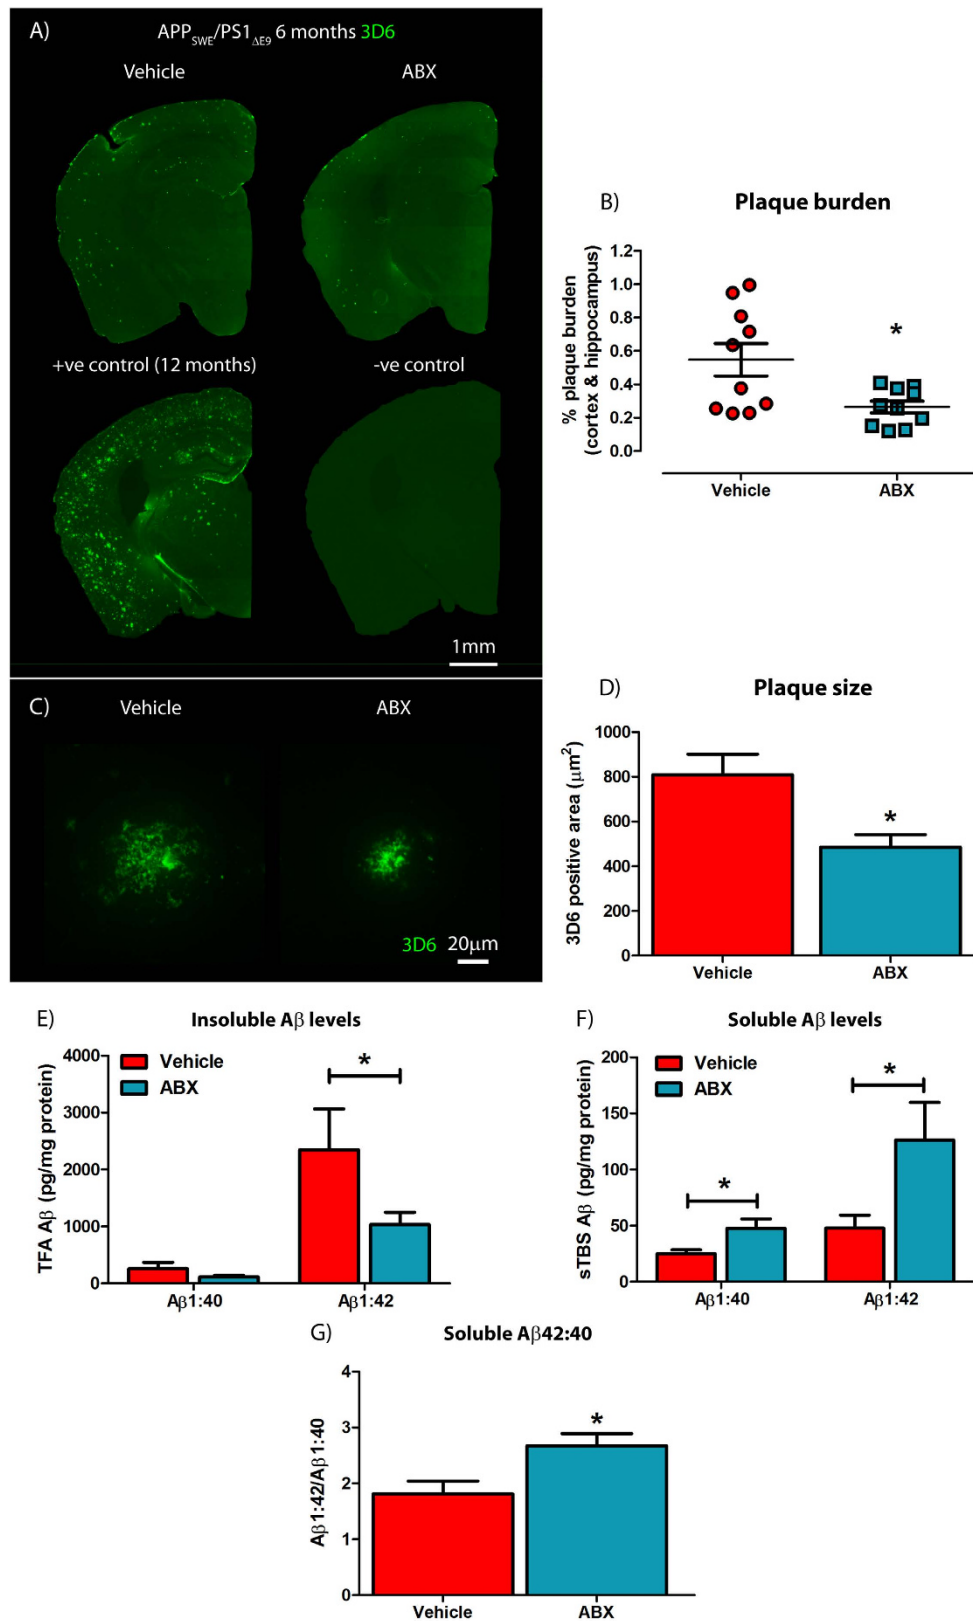 A)
APPSWE/PS1ΔE9 6 months 3D6
Vehicle
ABX
+ve control (12 months)
-ve control
1mm
B)
Plaque burden
% plaque burden
(cortex & hippocampus)
1.2
1.0
0.8
0.6
0.4
0.2
0.0
*
Vehicle
ABX
C)
Vehicle
ABX
3D6
20μm
D)
Plaque size
3D6 positive area (μm²)
1000
800
600
400
200
0
*
Vehicle
ABX
E)
Insoluble Aβ levels
TFA Aβ (pg/mg protein)
4000
3000
2000
1000
0
Vehicle
ABX
*
Aβ1:40
Aβ1:42
F)
Soluble Aβ levels
sTBS Aβ (pg/mg protein)
200
150
100
50
0
Vehicle
ABX
*
*
Aβ1:40
Aβ1:42
G)
Soluble Aβ42:40
Aβ1:42/Aβ1:40
4
3
2
1
0
*
Vehicle
ABX